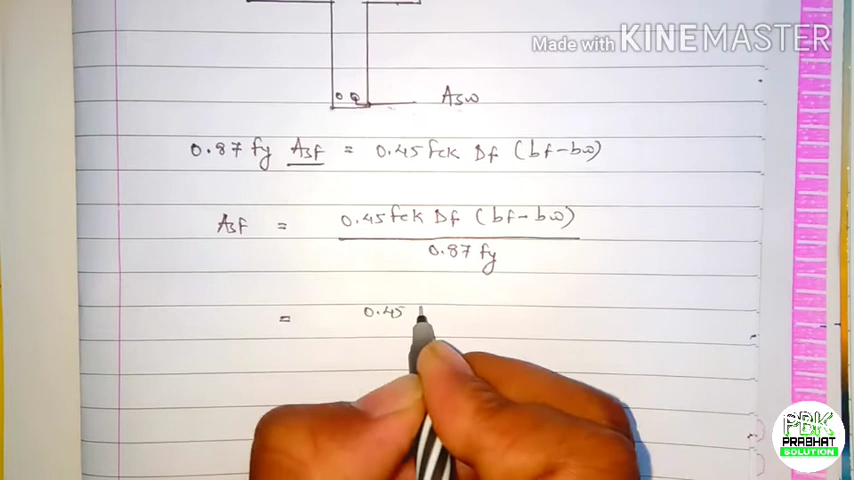 Made with KINEMASTER
Asw
0.87 fy Asf = 0.45 fck Df (bf-bw)
Asf = 0.45 fck Df (bf-bw)
0.87 fy
= 0.45
PBK
PRABHAT
SOLUTION